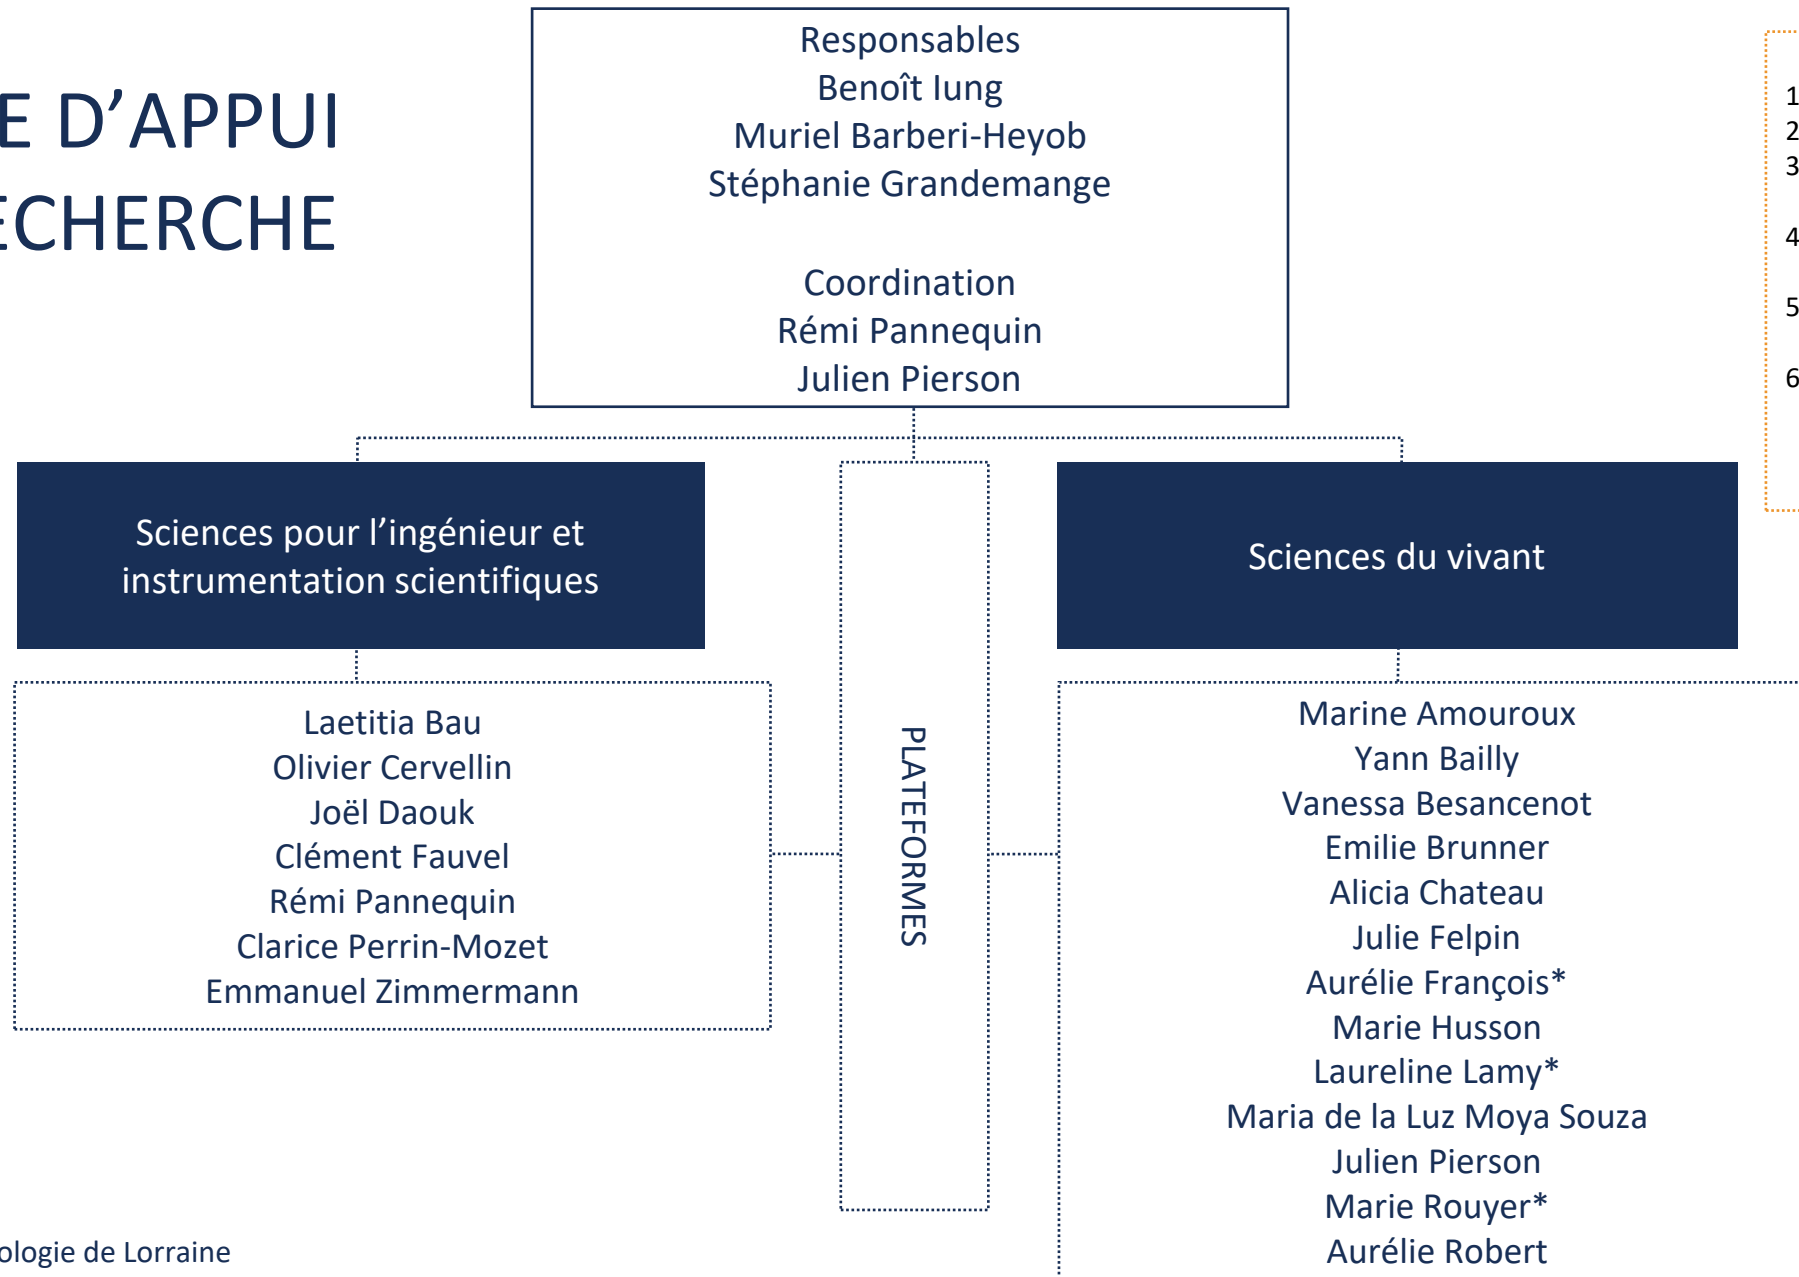 E D’APPUI
ECHERCHE
Responsables
Benoît Iung
Muriel Barberi-Heyob
Stéphanie Grandemange
Coordination
Rémi Pannequin
Julien Pierson
1
2
3
4
5
6
Sciences pour l’ingénieur et
instrumentation scientifiques
Sciences du vivant
Laetitia Bau
Olivier Cervellin
Joël Daouk
Clément Fauvel
Rémi Pannequin
Clarice Perrin-Mozet
Emmanuel Zimmermann
PLATEFORMES
Marine Amouroux
Yann Bailly
Vanessa Besancenot
Emilie Brunner
Alicia Chateau
Julie Felpin
Aurélie François*
Marie Husson
Laureline Lamy*
Maria de la Luz Moya Souza
Julien Pierson
Marie Rouyer*
Aurélie Robert
ologie de Lorraine